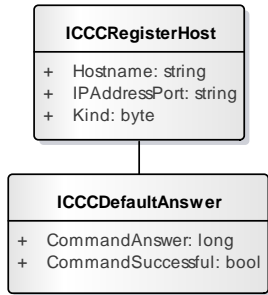 ICCCRegisterHost
+ Hostname: string
+ IPAddressPort: string
+ Kind: byte
ICCCDefaultAnswer
+ CommandAnswer: long
+ CommandSuccessful: bool